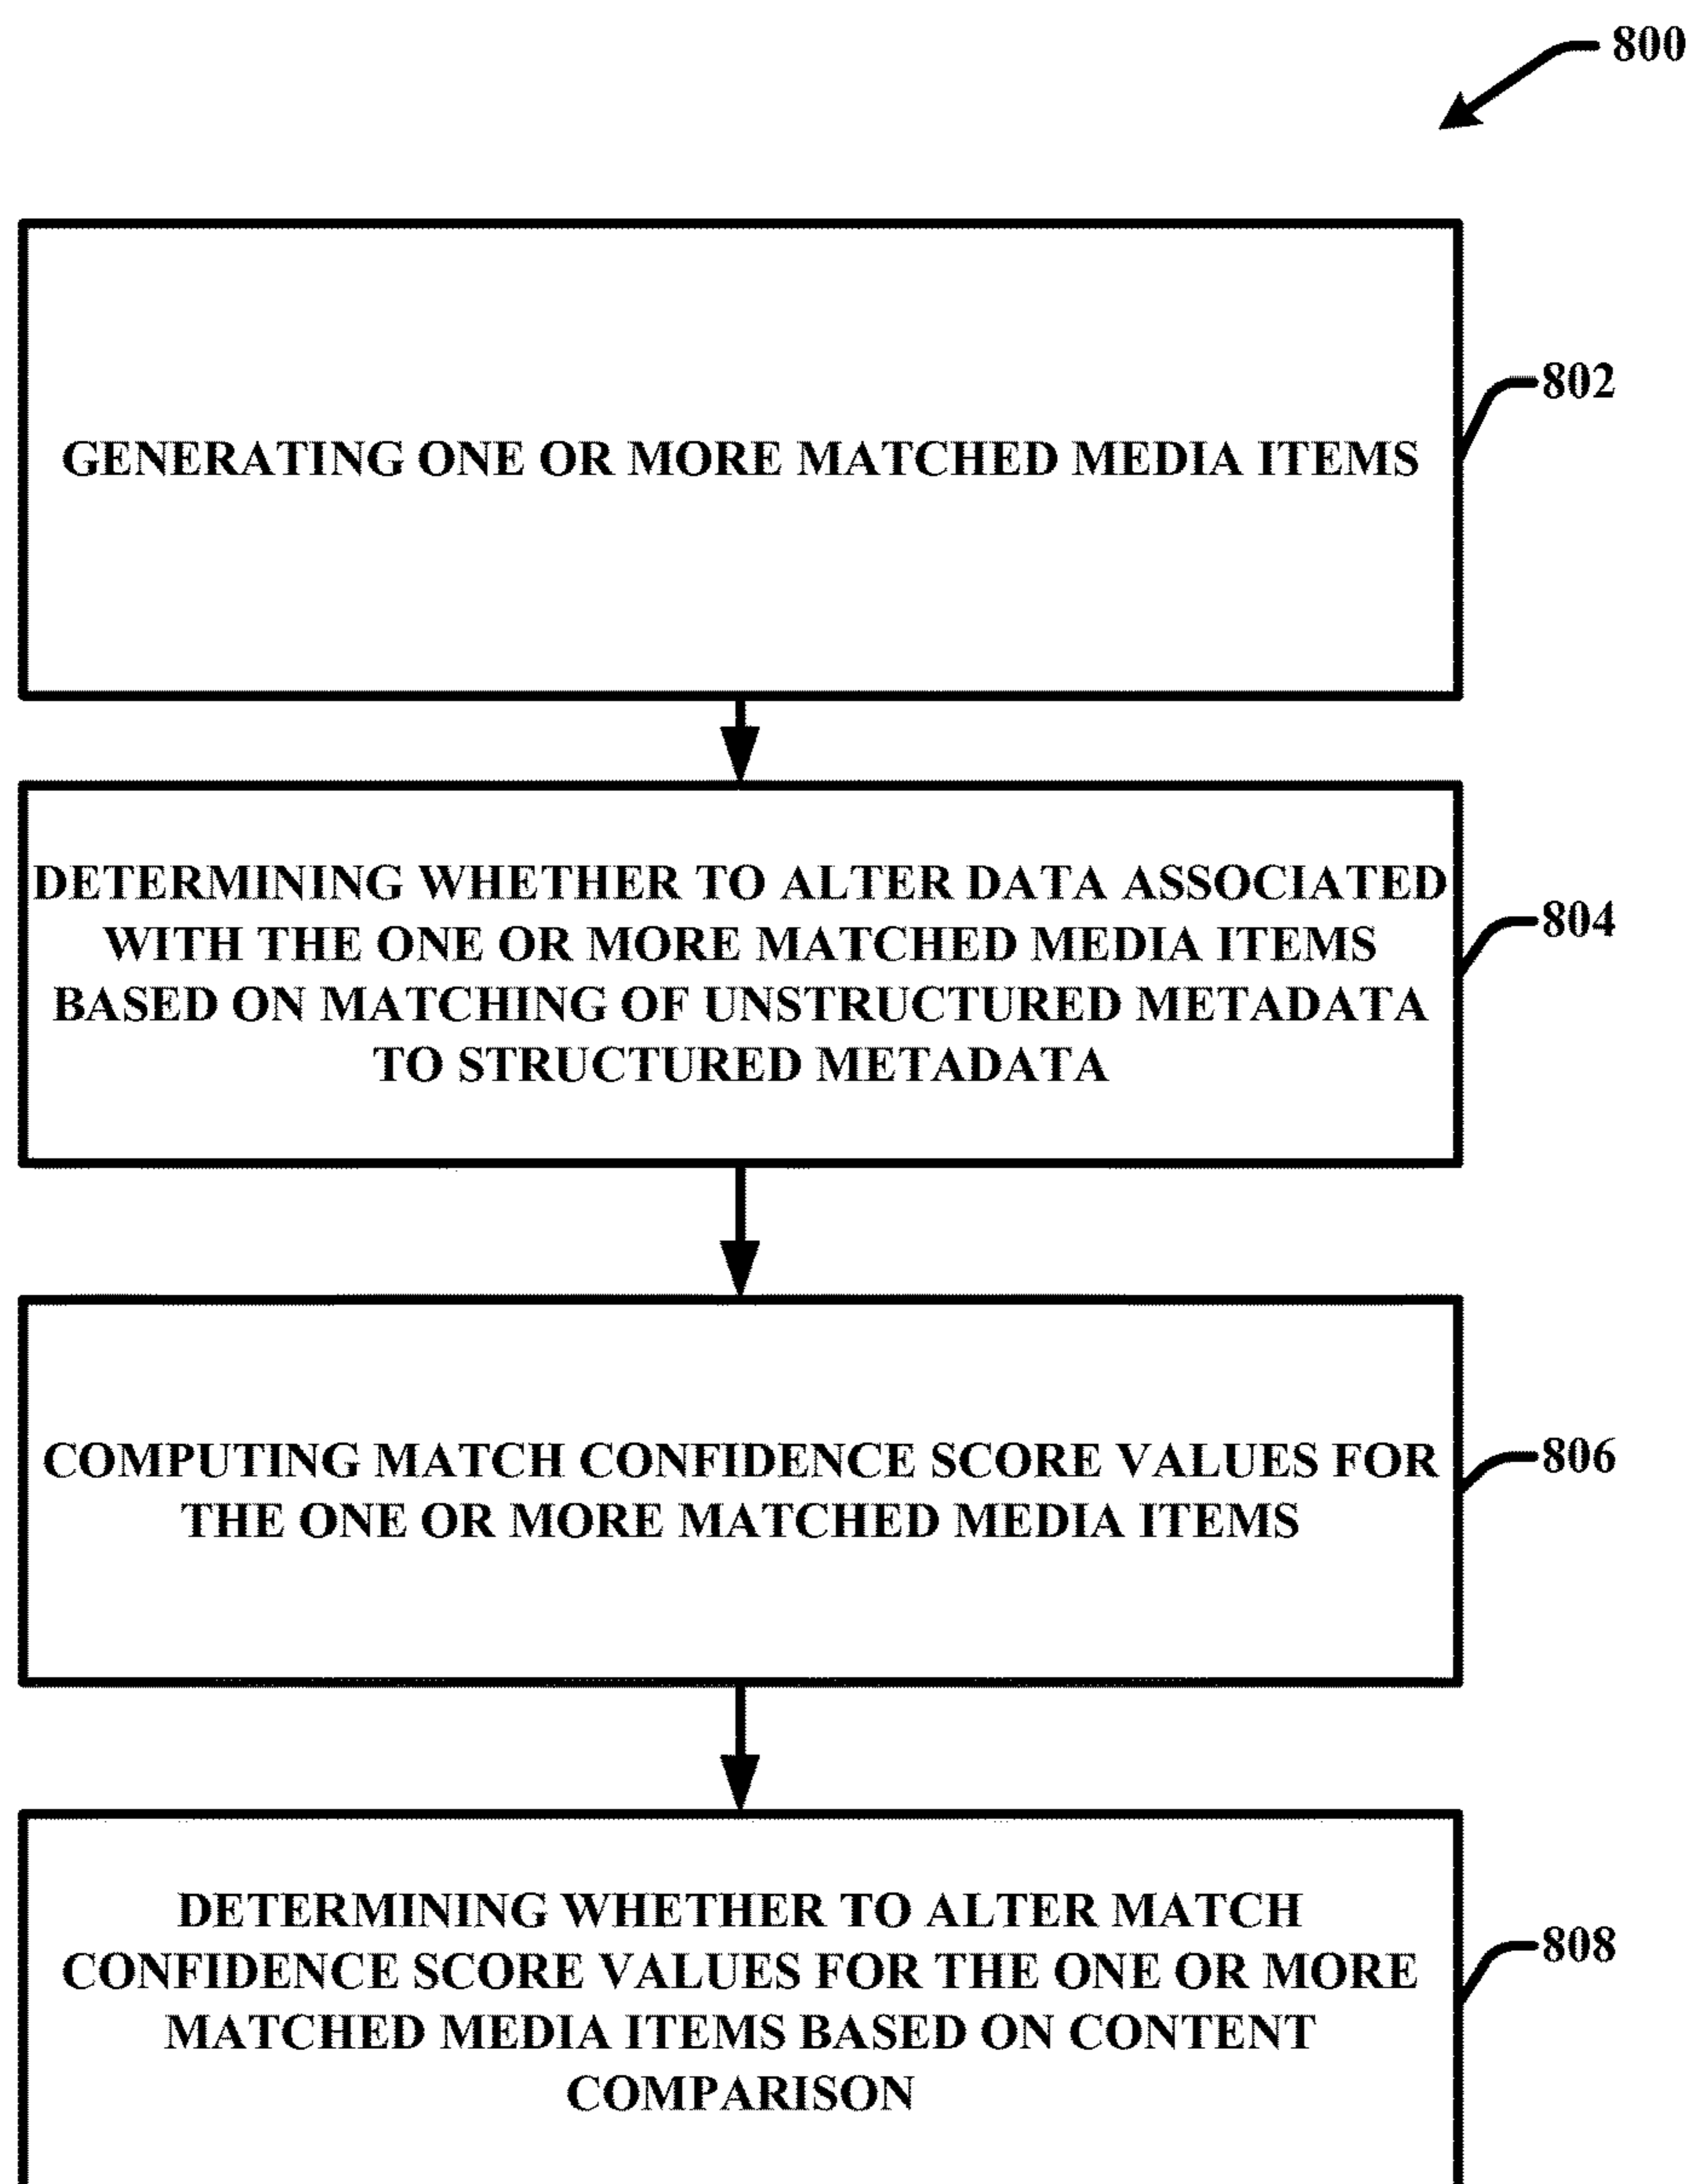 800
GENERATING ONE OR MORE MATCHED MEDIA ITEMS
802
DETERMINING WHETHER TO ALTER DATA ASSOCIATED
WITH THE ONE OR MORE MATCHED MEDIA ITEMS
BASED ON MATCHING OF UNSTRUCTURED METADATA
TO STRUCTURED METADATA
804
COMPUTING MATCH CONFIDENCE SCORE VALUES FOR
THE ONE OR MORE MATCHED MEDIA ITEMS
806
DETERMINING WHETHER TO ALTER MATCH
CONFIDENCE SCORE VALUES FOR THE ONE OR MORE
MATCHED MEDIA ITEMS BASED ON CONTENT
COMPARISON
808